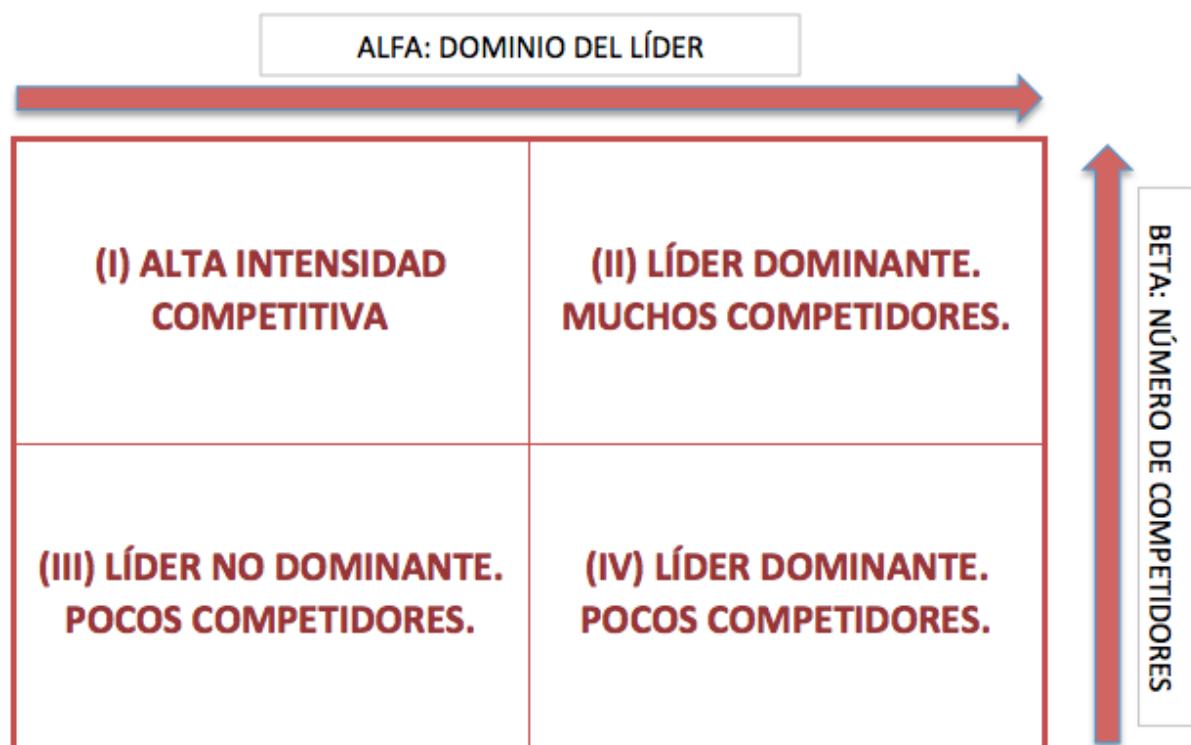 ALFA: DOMINIO DEL LÍDER
(I) ALTA INTENSIDAD
COMPETITIVA
(II) LÍDER DOMINANTE.
MUCHOS COMPETIDORES.
BETA: NÚMERO DE COMPETIDORES
(III) LÍDER NO DOMINANTE.
POCOS COMPETIDORES.
(IV) LÍDER DOMINANTE.
POCOS COMPETIDORES.